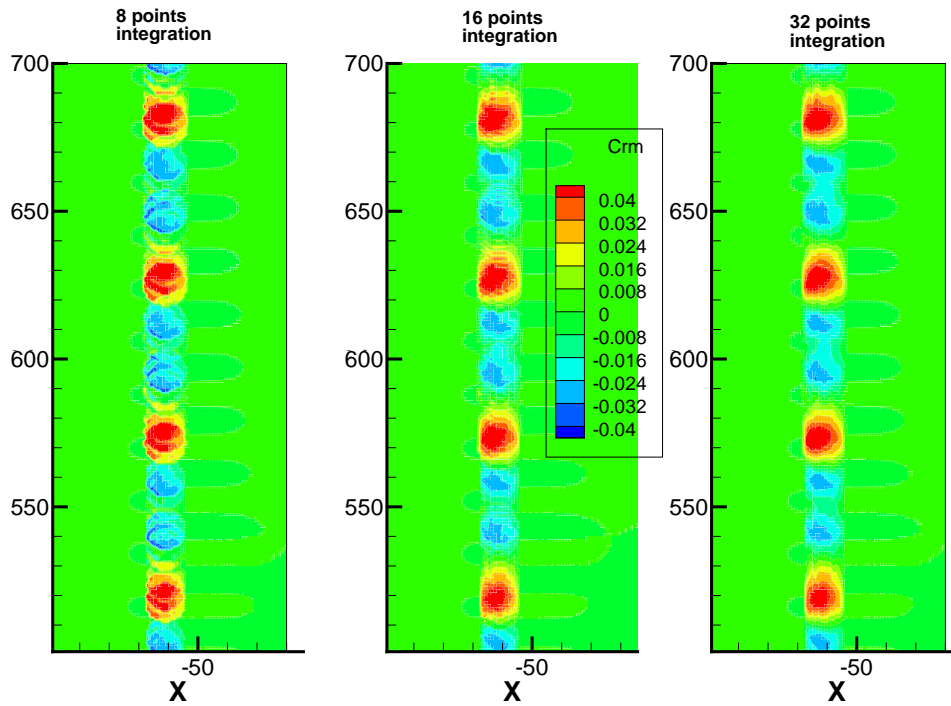 8 points
integration
16 points
integration
32 points
integration
700
650
600
550
Crm
0.04
0.032
0.024
0.016
0.008
0
-0.008
-0.016
-0.024
-0.032
-0.04
700
650
600
550
700
650
600
550
-50
X
-50
X
-50
X